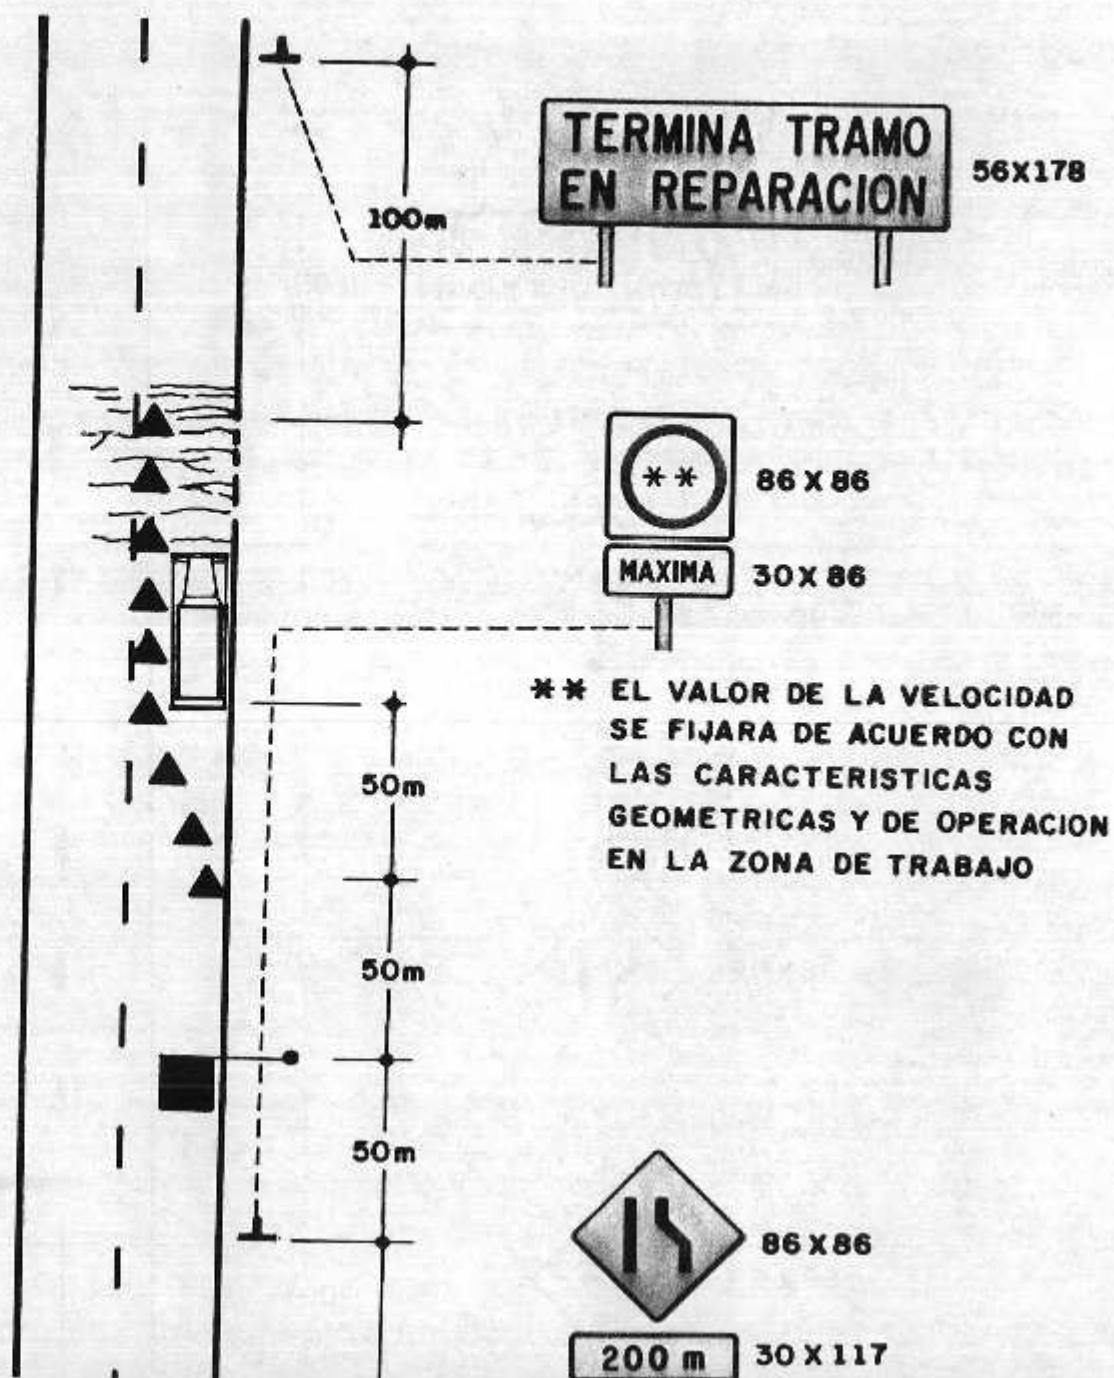 TERMINA TRAMO
EN REPARACION
56X178
100m
* *
86 X 86
MAXIMA
30 X 86
** EL VALOR DE LA VELOCIDAD
SE FIJARA DE ACUERDO CON
LAS CARACTERISTICAS
GEOMETRICAS Y DE OPERACION
EN LA ZONA DE TRABAJO
50m
50m
50m
86 X 86
200 m
30 X 117